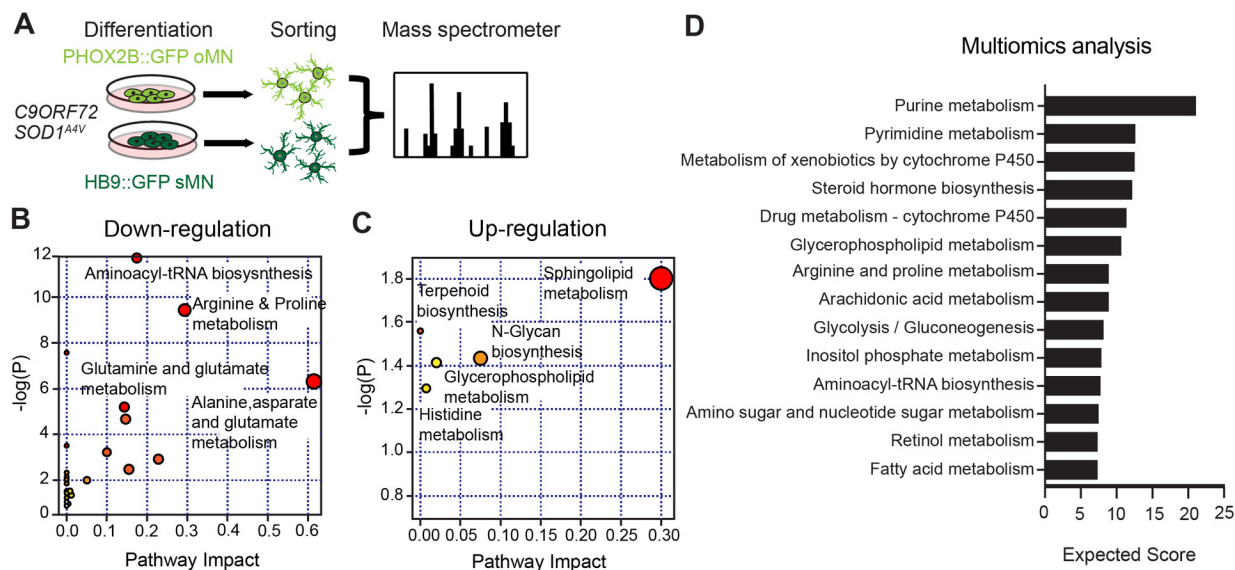 A
Differentiation
Sorting
Mass spectrometer
PHOX2B::GFP oMN
C9ORF72
SOD1A4V
HB9::GFP sMN
B
Down-regulation
12
10
8
6
4
2
0
-log(P)
Aminoacyl-tRNA biosysnthesis
Arginine & Proline
metabolism
Glutamine and glutamate
metabolism
Alanine,asparate
and glutamate
metabolism
0.0 0.1 0.2 0.3 0.4 0.5 0.6
Pathway Impact
C
Up-regulation
1.8
1.6
1.4
1.2
1.0
0.8
-log(P)
Sphingolipid
metabolism
Terpenoid
biosynthesis
N-Glycan
biosynthesis
Glycerophospholipid
metabolism
Histidine
metabolism
0.00 0.05 0.10 0.15 0.20 0.25 0.30
Pathway Impact
D
Multiomics analysis
Purine metabolism
Pyrimidine metabolism
Metabolism of xenobiotics by cytochrome P450
Steroid hormone biosynthesis
Drug metabolism - cytochrome P450
Glycerophospholipid metabolism
Arginine and proline metabolism
Arachidonic acid metabolism
Glycolysis / Gluconeogenesis
Inositol phosphate metabolism
Aminoacyl-tRNA biosynthesis
Amino sugar and nucleotide sugar metabolism
Retinol metabolism
Fatty acid metabolism
0 5 10 15 20 25
Expected Score